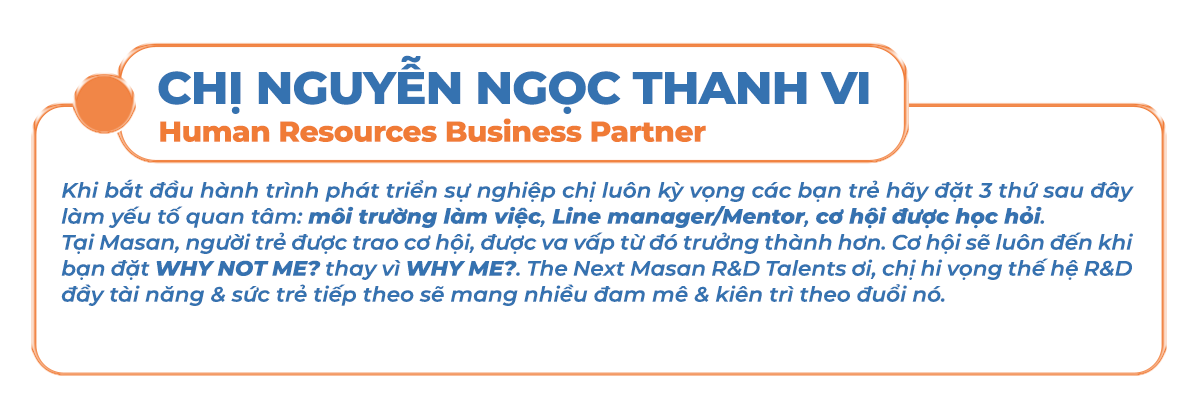 CHỊ NGUYỄN NGỌC THANH VI
Human Resources Business Partner
Khi bắt đầu hành trình phát triển sự nghiệp chị luôn kỳ vọng các bạn trẻ hãy đặt 3 thứ sau đây
làm yếu tố quan tâm: môi trường làm việc, Line manager/Mentor, cơ hội được học hỏi.
Tại Masan, người trẻ được trao cơ hội, được va vấp từ đó trưởng thành hơn. Cơ hội sẽ luôn đến khi
bạn đặt WHY NOT ME? thay vì WHY ME?. The Next Masan R&D Talents ơi, chị hi vọng thế hệ R&D
đầy tài năng & sức trẻ tiếp theo sẽ mang nhiều đam mê & kiên trì theo đuổi nó.